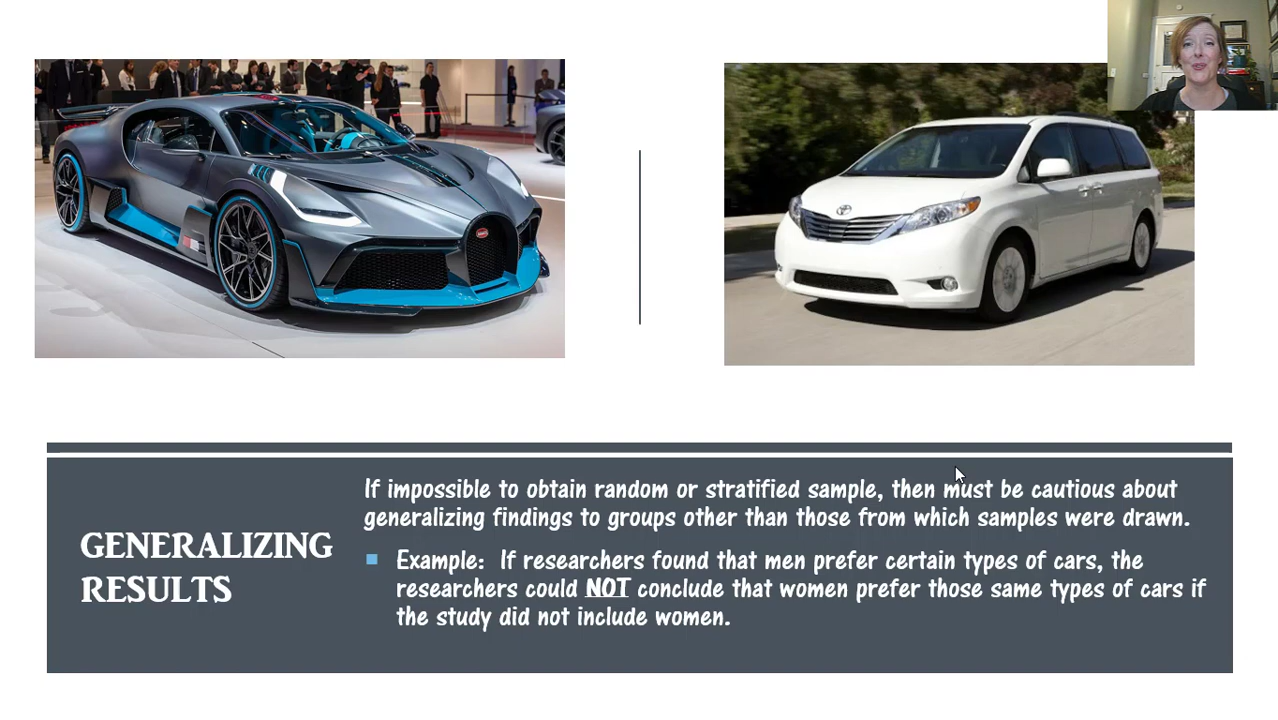 GENERALIZING
RESULTS
If impossible to obtain random or stratified sample, then must be cautious about
generalizing findings to groups other than those from which samples were drawn.
Example: If researchers found that men prefer certain types of cars, the
researchers could NOT conclude that women prefer those same types of cars if
the study did not include women.